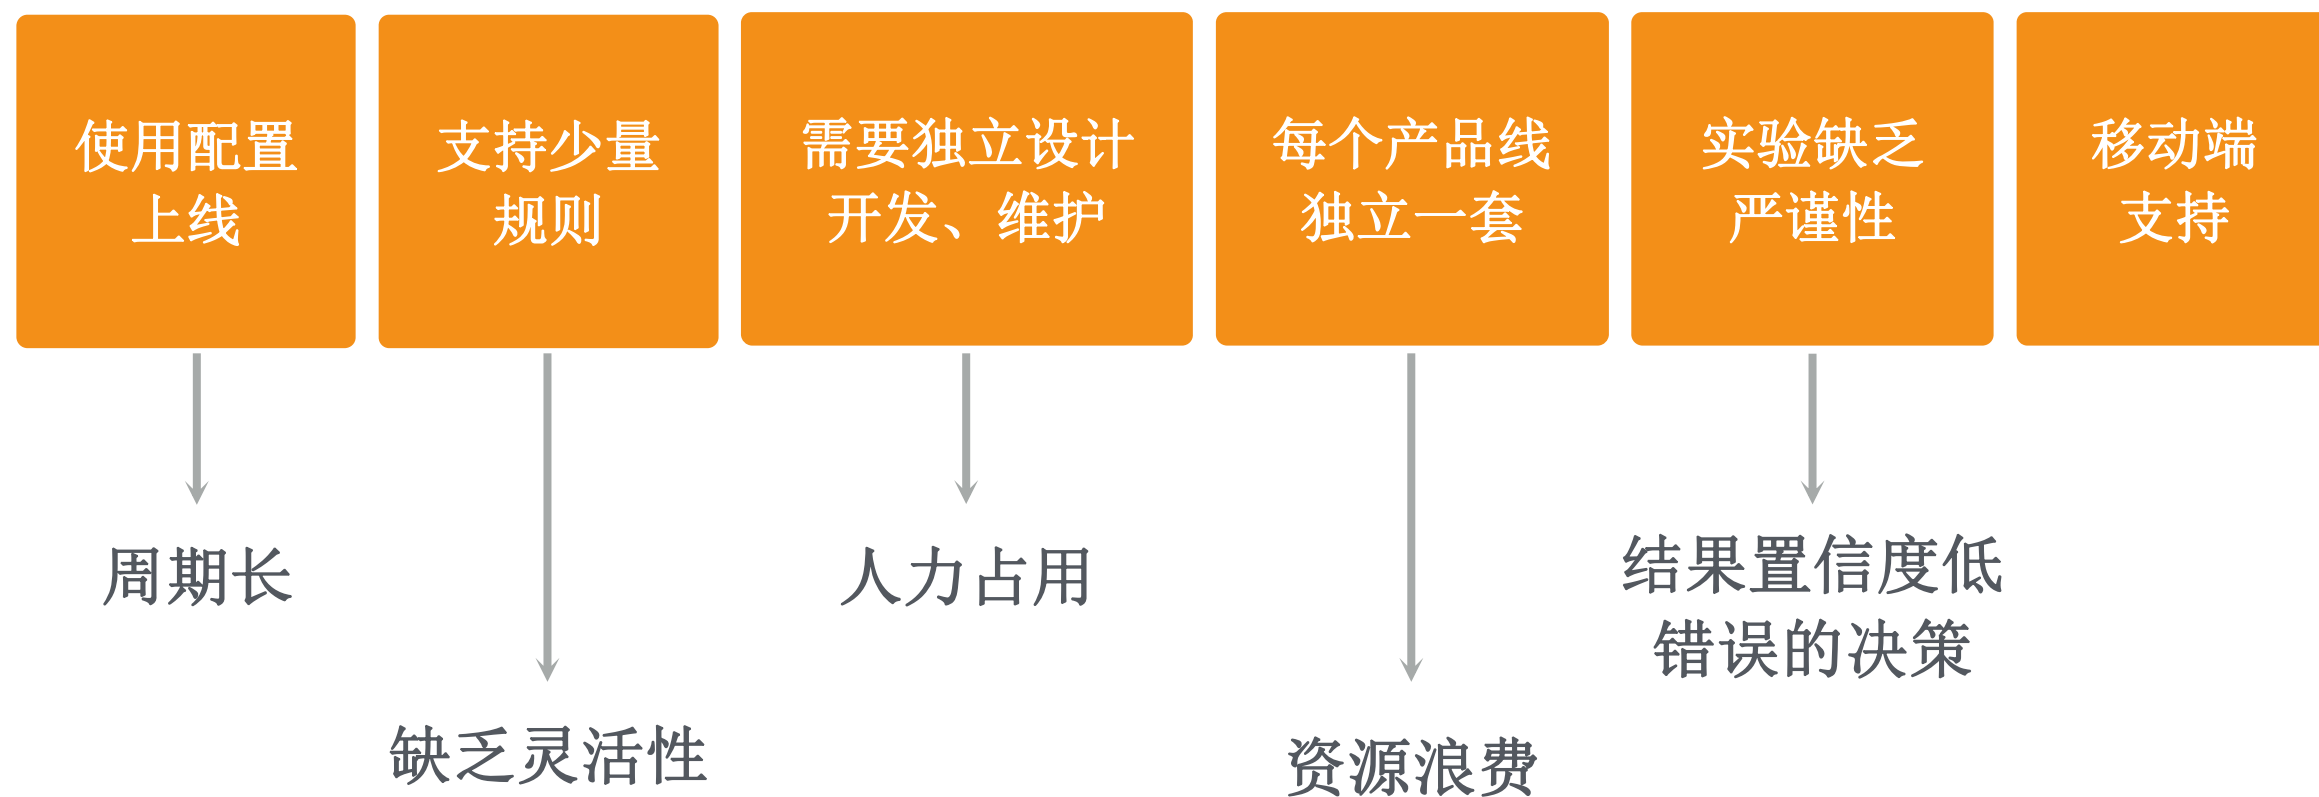 使用配置
上线
支持少量
规则
需要独立设计
开发、维护
每个产品线
独立一套
实验缺乏
严谨性
移动端
支持
周期长
缺乏灵活性
人力占用
资源浪费
结果置信度低
错误的决策